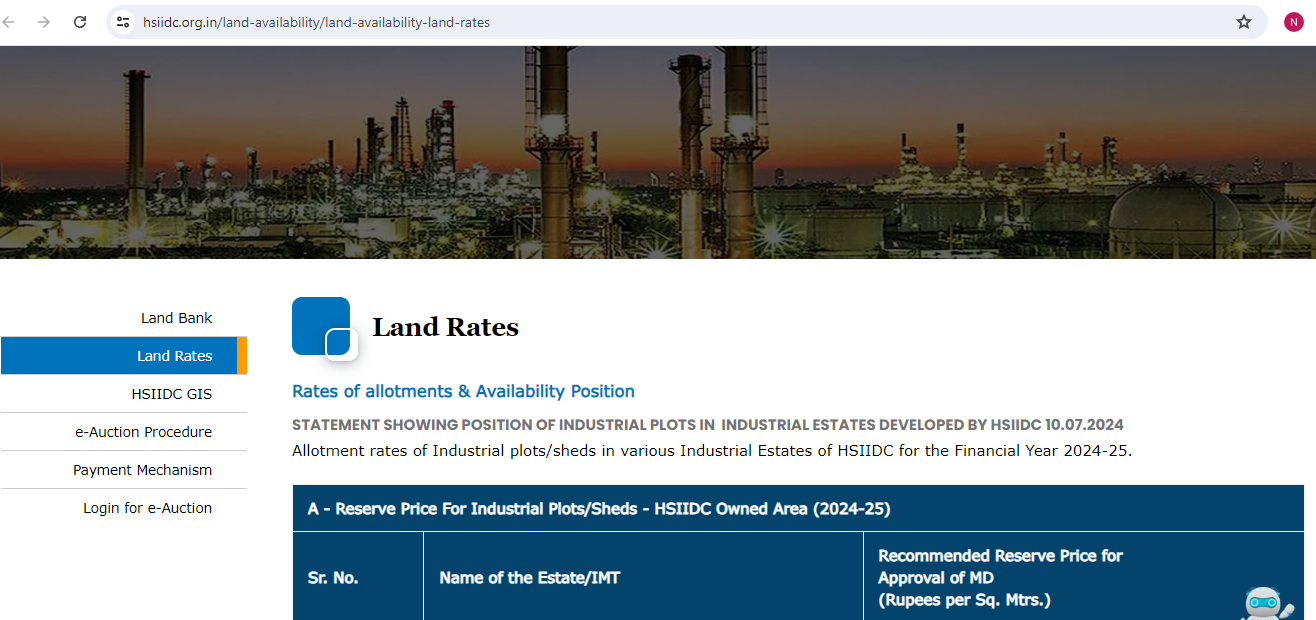 hsiidc.org.in/land-availability/land-availability-land-rates
N
Land Bank
Land Rates
HSIIDC GIS
e-Auction Procedure
Payment Mechanism
Login for e-Auction
Land Rates
Rates of allotments & Availability Position
STATEMENT SHOWING POSITION OF INDUSTRIAL PLOTS IN INDUSTRIAL ESTATES DEVELOPED BY HSIIDC 10.07.2024
Allotment rates of Industrial plots/sheds in various Industrial Estates of HSIIDC for the Financial Year 2024-25.
A - Reserve Price For Industrial Plots/Sheds - HSIIDC Owned Area (2024-25)
Sr. No.
Name of the Estate/IMT
Recommended Reserve Price for
Approval of MD
(Rupees per Sq. Mtrs.)